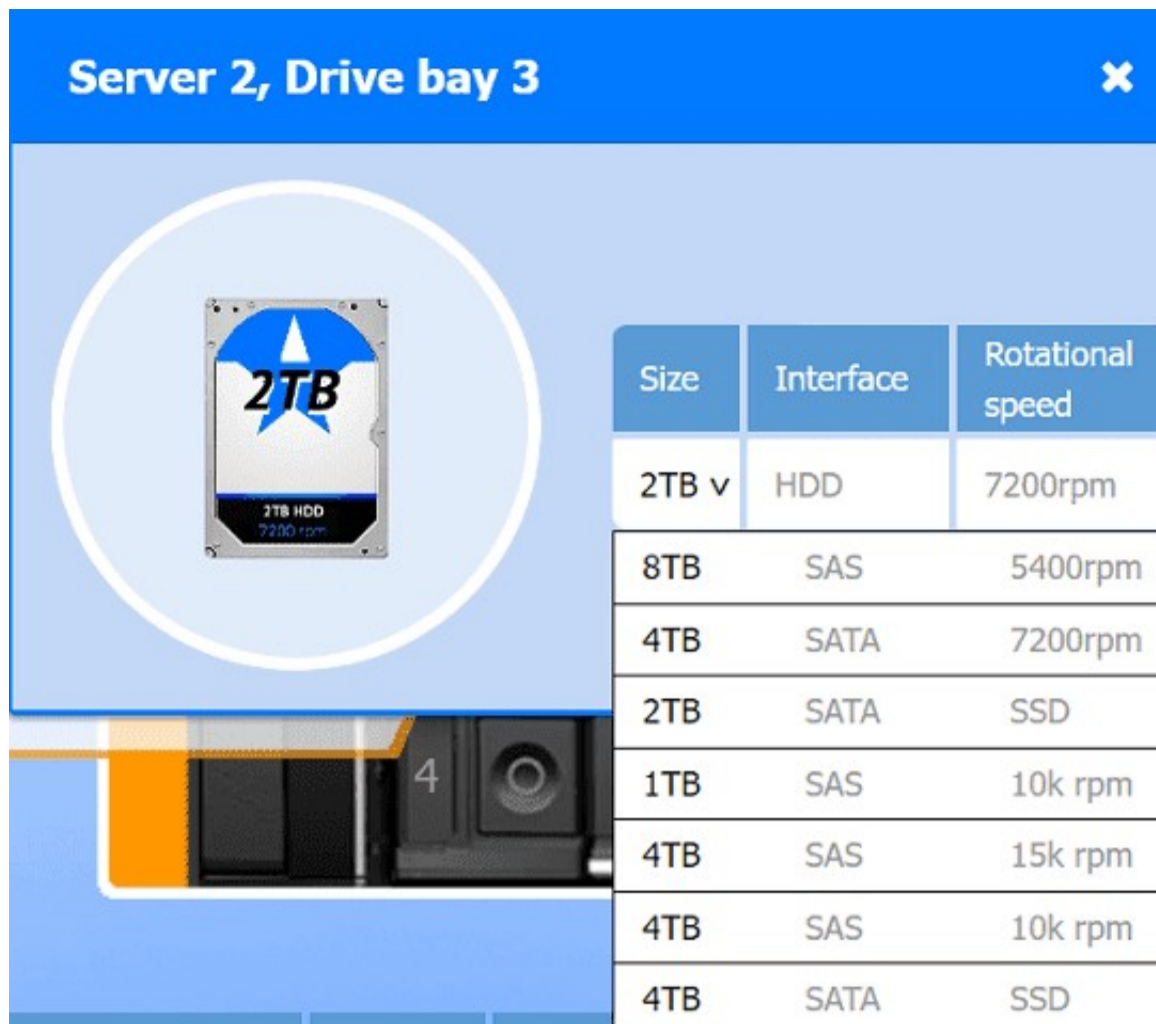 Server 2, Drive bay 3 ×
2TB
2TB HDD
7200 rpm
Size Interface Rotational speed
2TB v HDD 7200rpm
8TB SAS 5400rpm
4TB SATA 7200rpm
2TB SATA SSD
1TB SAS 10k rpm
4TB SAS 15k rpm
4TB SAS 10k rpm
4TB SATA SSD
4